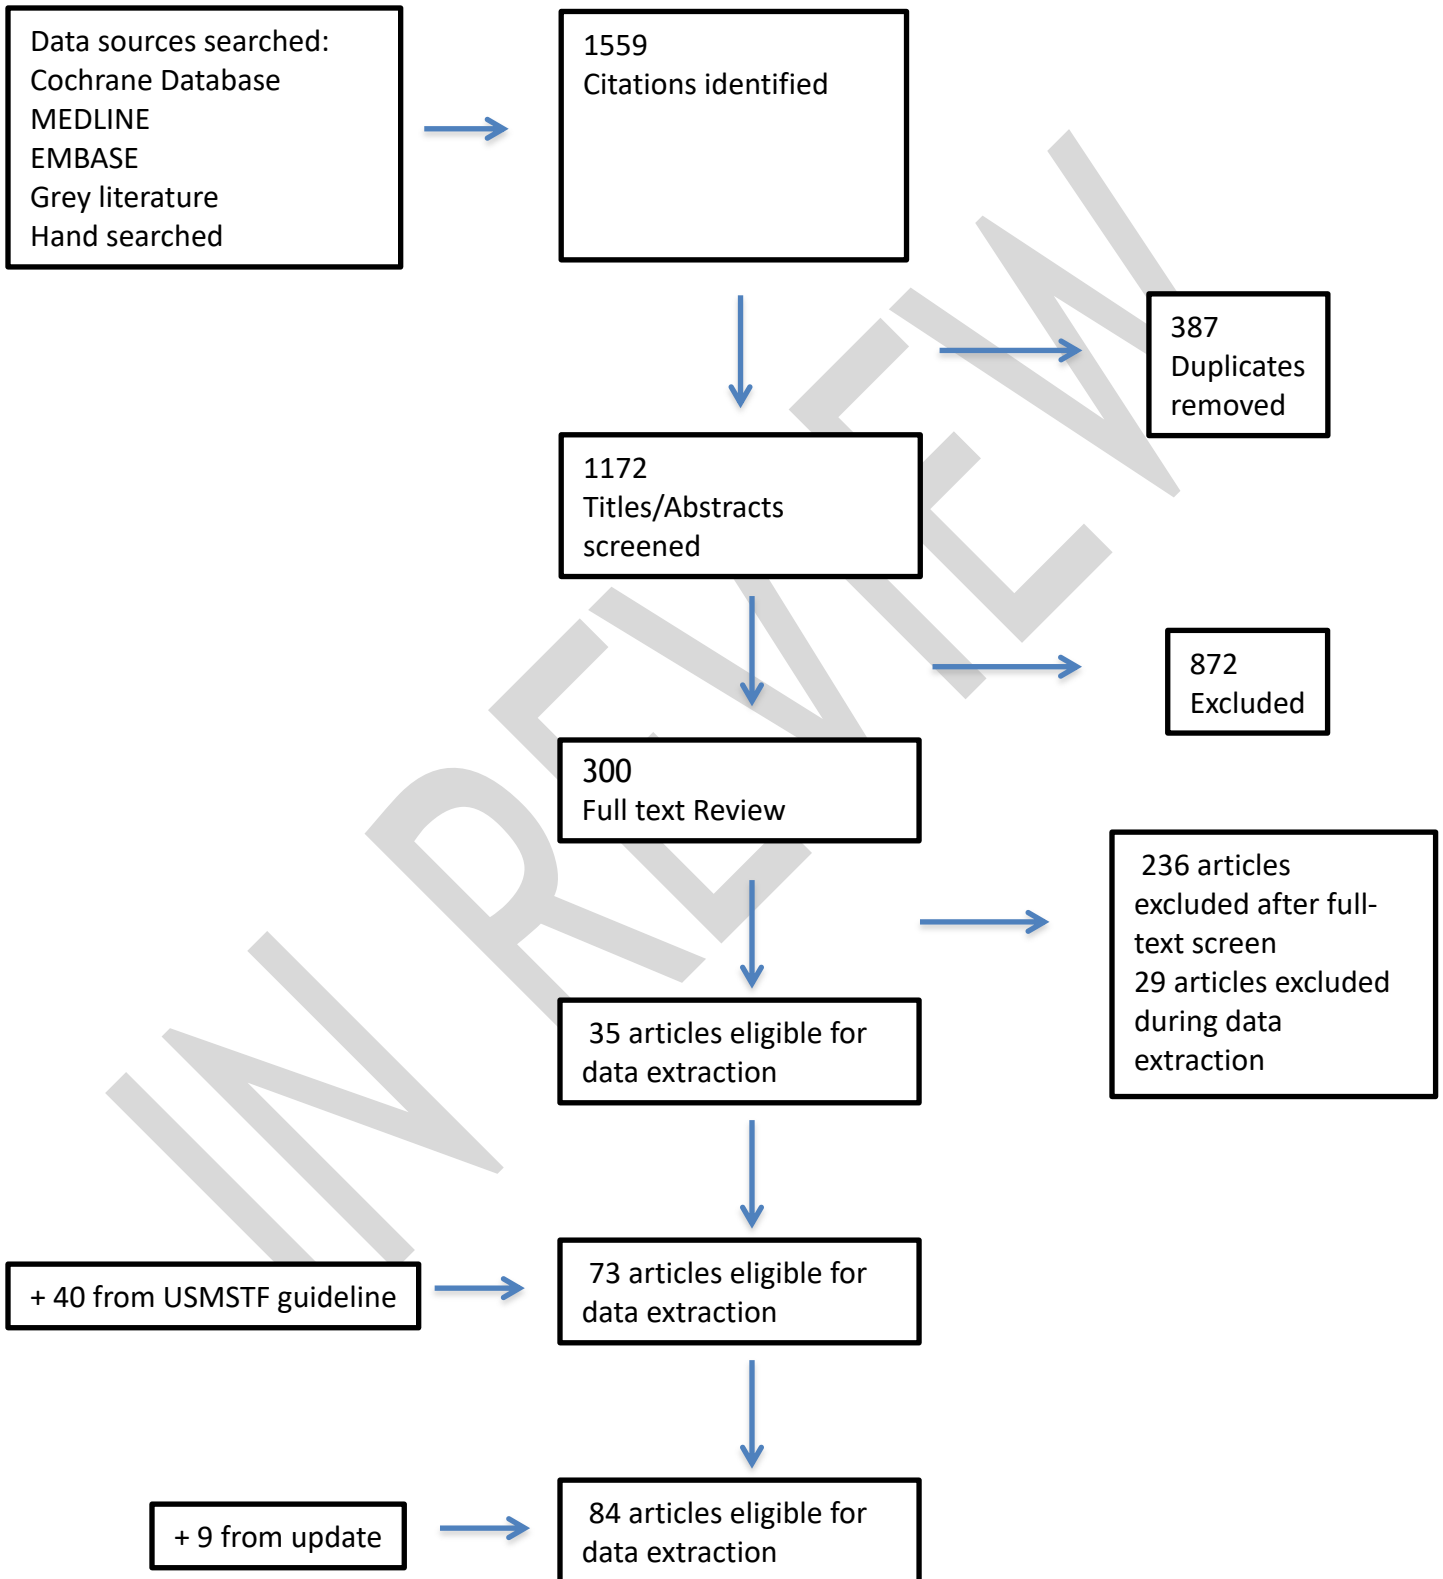 Data sources searched:
Cochrane Database
MEDLINE
EMBASE
Grey literature
Hand searched
1559
Citations identified
387
Duplicates
removed
1172
Titles/Abstracts
screened
872
Excluded
300
Full text Review
236 articles
excluded after full-
text screen
29 articles excluded
during data
extraction
35 articles eligible for
data extraction
+ 40 from USMSTF guideline
73 articles eligible for
data extraction
+ 9 from update
84 articles eligible for
data extraction
IN REVIEW